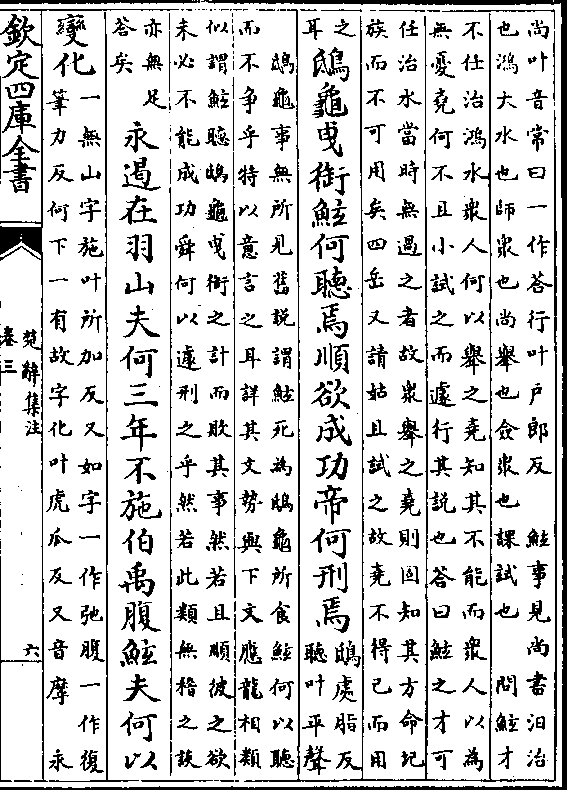 尚叶音常曰一作荅行叶戶郎反 鮌事見尚書汨治
也鴻大水也師衆也尚舉也僉衆也 課試也 問鮌才
不任治鴻水衆人何以舉之堯知其不能而衆人以為
無憂堯何不且小試之而遽行其說也荅曰鮌之才可
任治水當時無過之者故衆舉之堯則固知其方命圮
族而不可用矣四岳又請姑且試之故堯不得已而用
之
耳
鴟龜曳銜鮌何聽焉順欲成功帝何刑焉
鴟處脂反
聽叶平聲
鴟龜事無所見舊說謂鮌死為鴟龜所食鮌何以聽
而不争乎特以意言之耳詳其文勢與下文應龍相類
似謂鮌聽鴟龜曳銜之計而敗其事然若且順彼之欲
未必不能成功舜何以遽刑之乎然若此類無稽之談
亦無足
荅矣
永遏在羽山夫何三年不施伯禹腹鮌夫何以
變化
一無山字施叶所加反又如字一作弛腹一作復
筆力反何下一有故字化叶虎瓜反又音摩 永
欽定四庫全書
楚辭集注
卷三
六